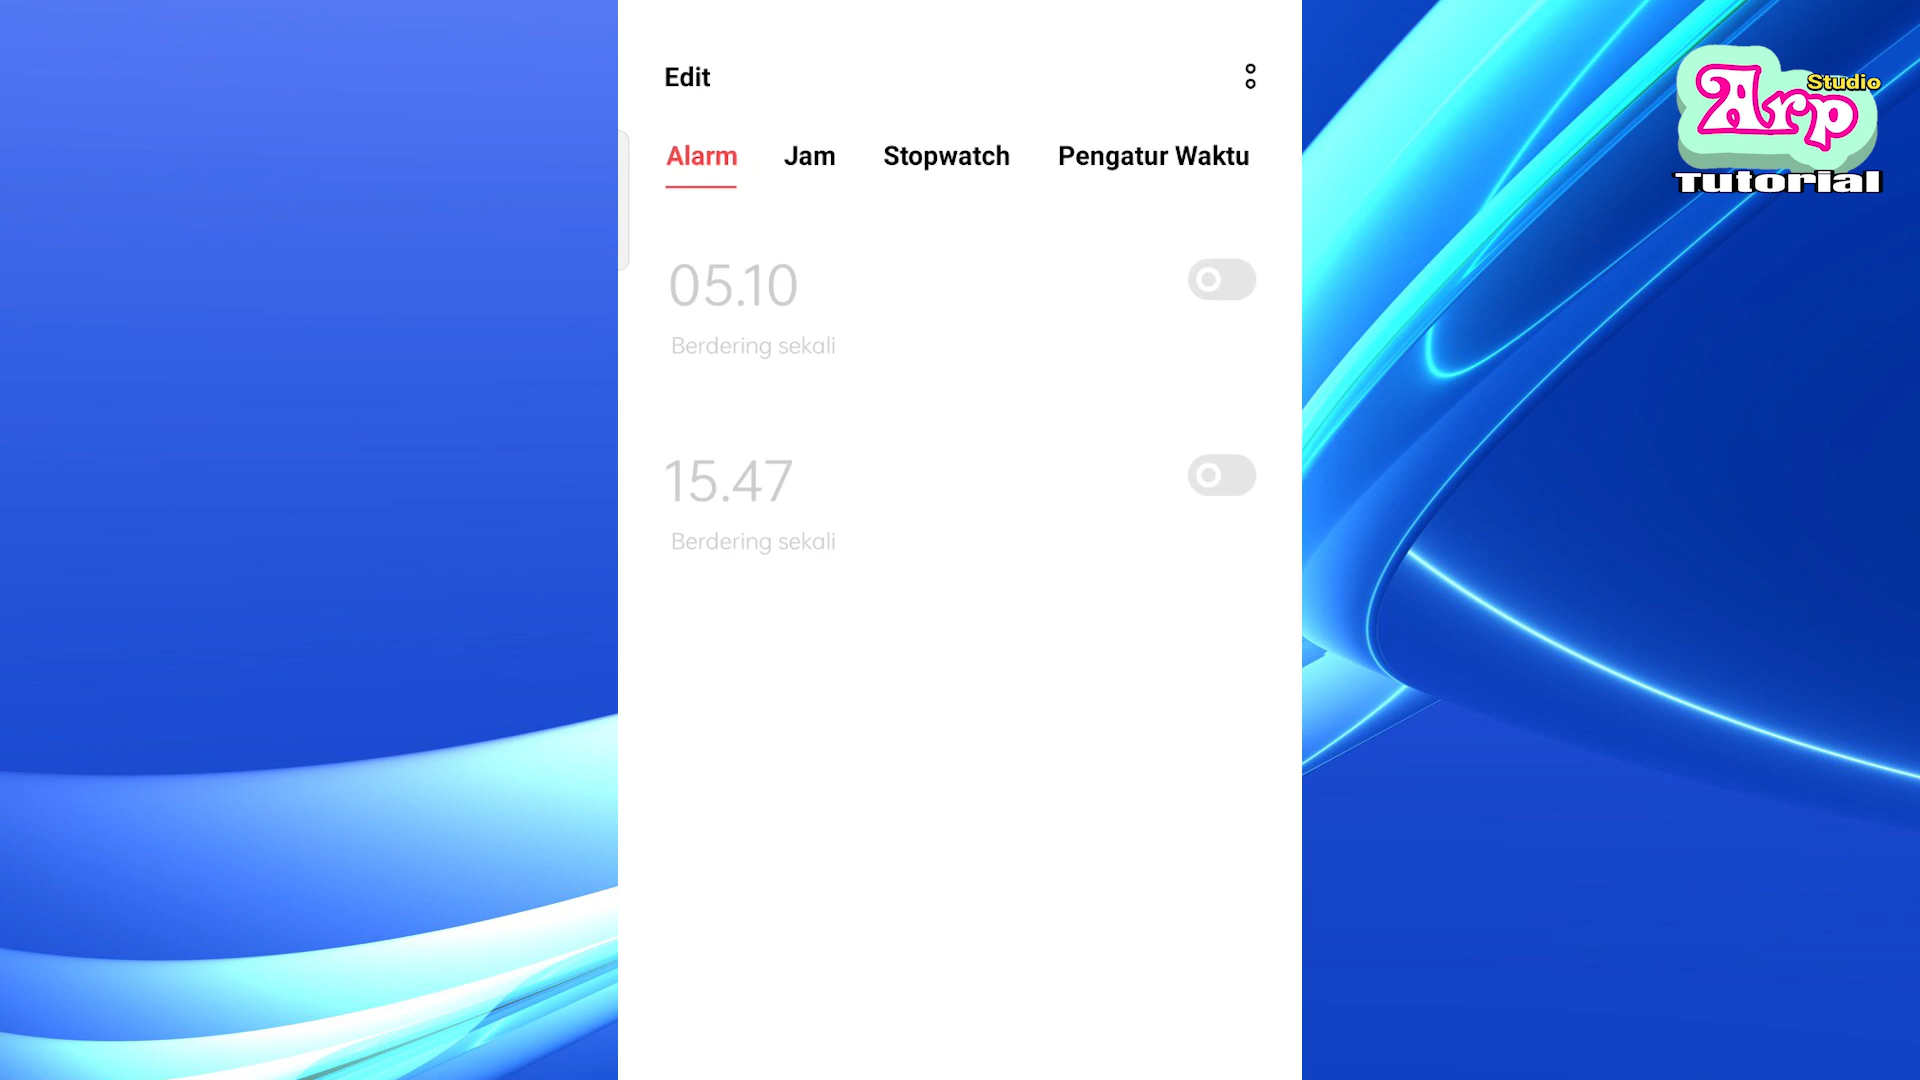 Edit
Alarm Jam Stopwatch Pengatur Waktu
05.10
Berdering sekali
15.47
Berdering sekali
Arp Studio
Tutorial